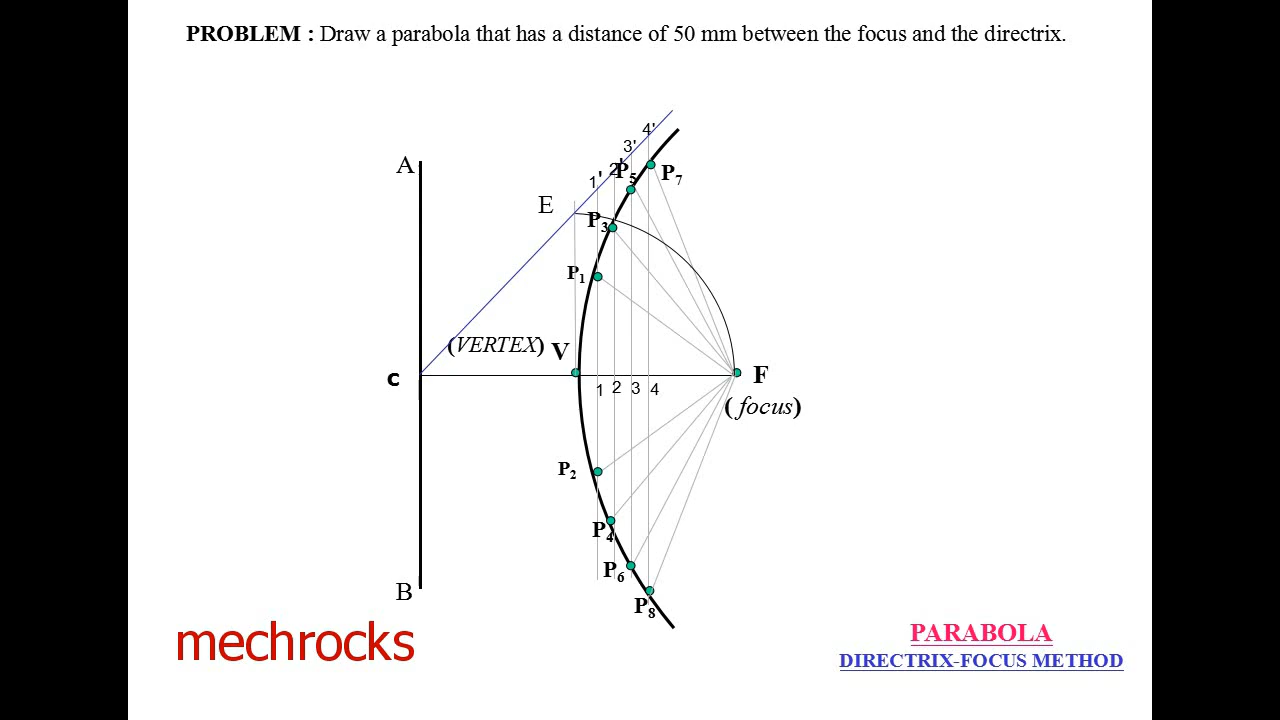 PROBLEM : Draw a parabola that has a distance of 50 mm between the focus and the directrix.
4'
3'
A
2'
P5
P7
1'
E
P3
P1
(VERTEX) V
c
F
1 2 3 4
( focus)
P2
P4
P6
B
P8
mechrocks
PARABOLA
DIRECTRIX-FOCUS METHOD